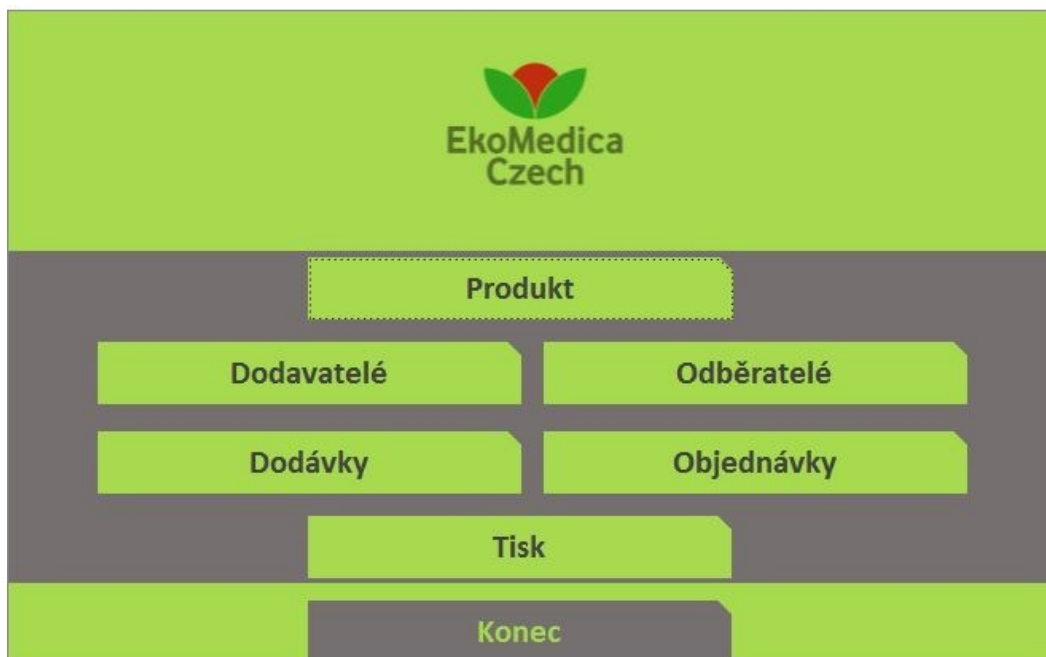 EkoMedica
Czech
Produkt
Dodavatelé
Odběratelé
Dodávky
Objednávky
Tisk
Konec